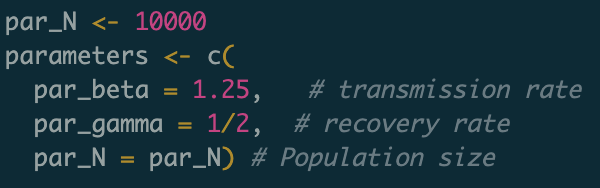 par_N <- 10000
parameters <- c(
  par_beta = 1.25,   # transmission rate
  par_gamma = 1/2,  # recovery rate
  par_N = par_N) # Population size